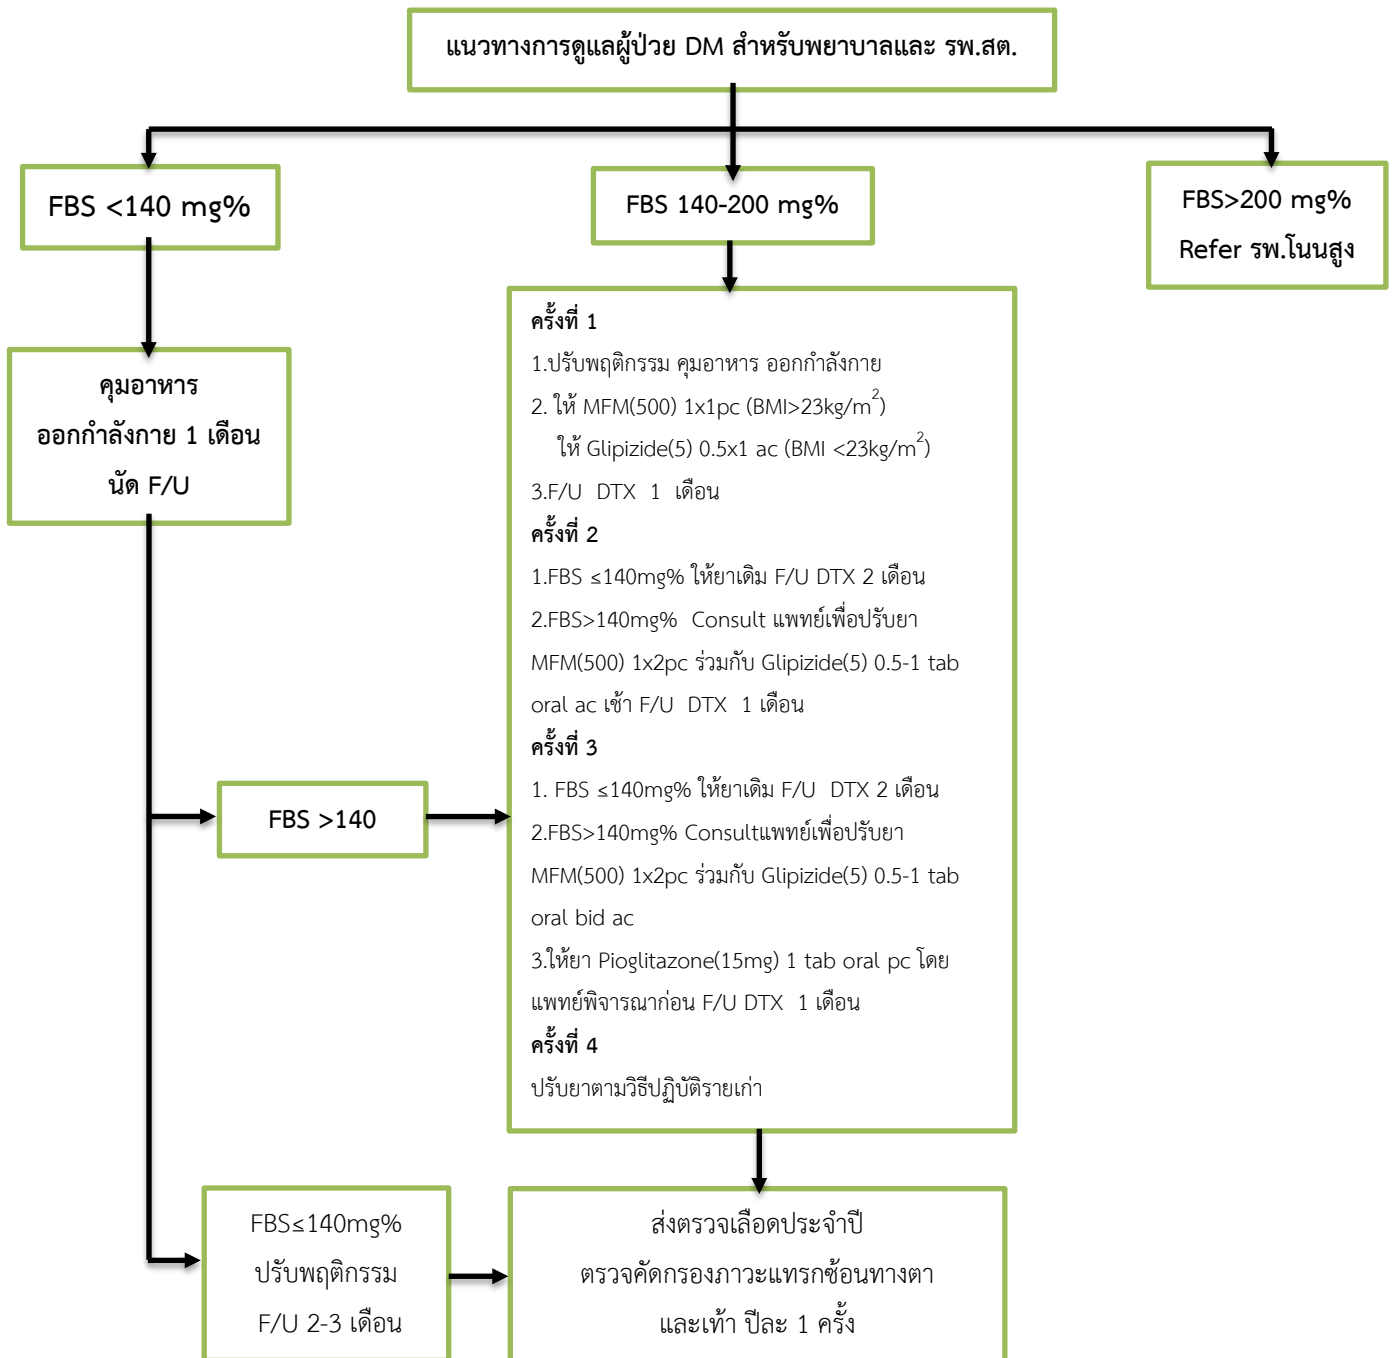 แนวทางการดูแลผู้ป่วย DM สำหรับพยาบาลและ รพ.สต.
FBS <140 mg%
FBS 140-200 mg%
FBS>200 mg%
Refer รพ.โนนสูง
คุมอาหาร
ออกกำลังกาย 1 เดือน
นัด F/U
ครั้งที่ 1
1.ปรับพฤติกรรม คุมอาหาร ออกกำลังกาย
2. ให้ MFM(500) 1x1pc (BMI>23kg/m²)
ให้ Glipizide(5) 0.5x1 ac (BMI <23kg/m²)
3.F/U DTX 1 เดือน
ครั้งที่ 2
1.FBS ≤140mg% ให้ยาเดิม F/U DTX 2 เดือน
2.FBS>140mg% Consult แพทย์เพื่อปรับยา
MFM(500) 1x2pc ร่วมกับ Glipizide(5) 0.5-1 tab
oral ac เช้า F/U DTX 1 เดือน
ครั้งที่ 3
1. FBS ≤140mg% ให้ยาเดิม F/U DTX 2 เดือน
2.FBS>140mg% Consultแพทย์เพื่อปรับยา
MFM(500) 1x2pc ร่วมกับ Glipizide(5) 0.5-1 tab
oral bid ac
3.ให้ยา Pioglitazone(15mg) 1 tab oral pc โดย
แพทย์พิจารณาก่อน F/U DTX 1 เดือน
ครั้งที่ 4
ปรับยาตามวิธีปฏิบัติรายเก่า
FBS >140
FBS≤140mg%
ปรับพฤติกรรม
F/U 2-3 เดือน
ส่งตรวจเลือดประจำปี
ตรวจคัดกรองภาวะแทรกซ้อนทางตา
และเท้า ปีละ 1 ครั้ง